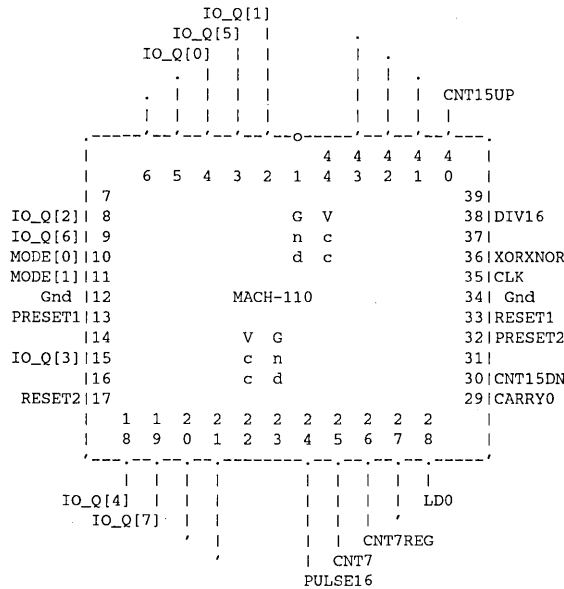 IO_Q[1]
IO_Q[5]
IO_Q[0]
CNT15UP
4 4 4 4 4
6 5 4 3 2 1 4 3 2 1 0
7 39
IO_Q[2] 8 G V 38 DIV16
IO_Q[6] 9 n c 37
MODE[0] 10 d c 36 XORXNOR
MODE[1] 11 35 CLK
Gnd 12 MACH-110 34 Gnd
PRESET1 13 33 RESET1
14 V G 32 PRESET2
IO_Q[3] 15 c n 31
16 c d 30 CNT15DN
RESET2 17 29 CARRY0
1 1 2 2 2 2 2 2 2 2 2
8 9 0 1 2 3 4 5 6 7 8
IO_Q[4] LD0
IO_Q[7]
CNT7REG
CNT7
PULSE16